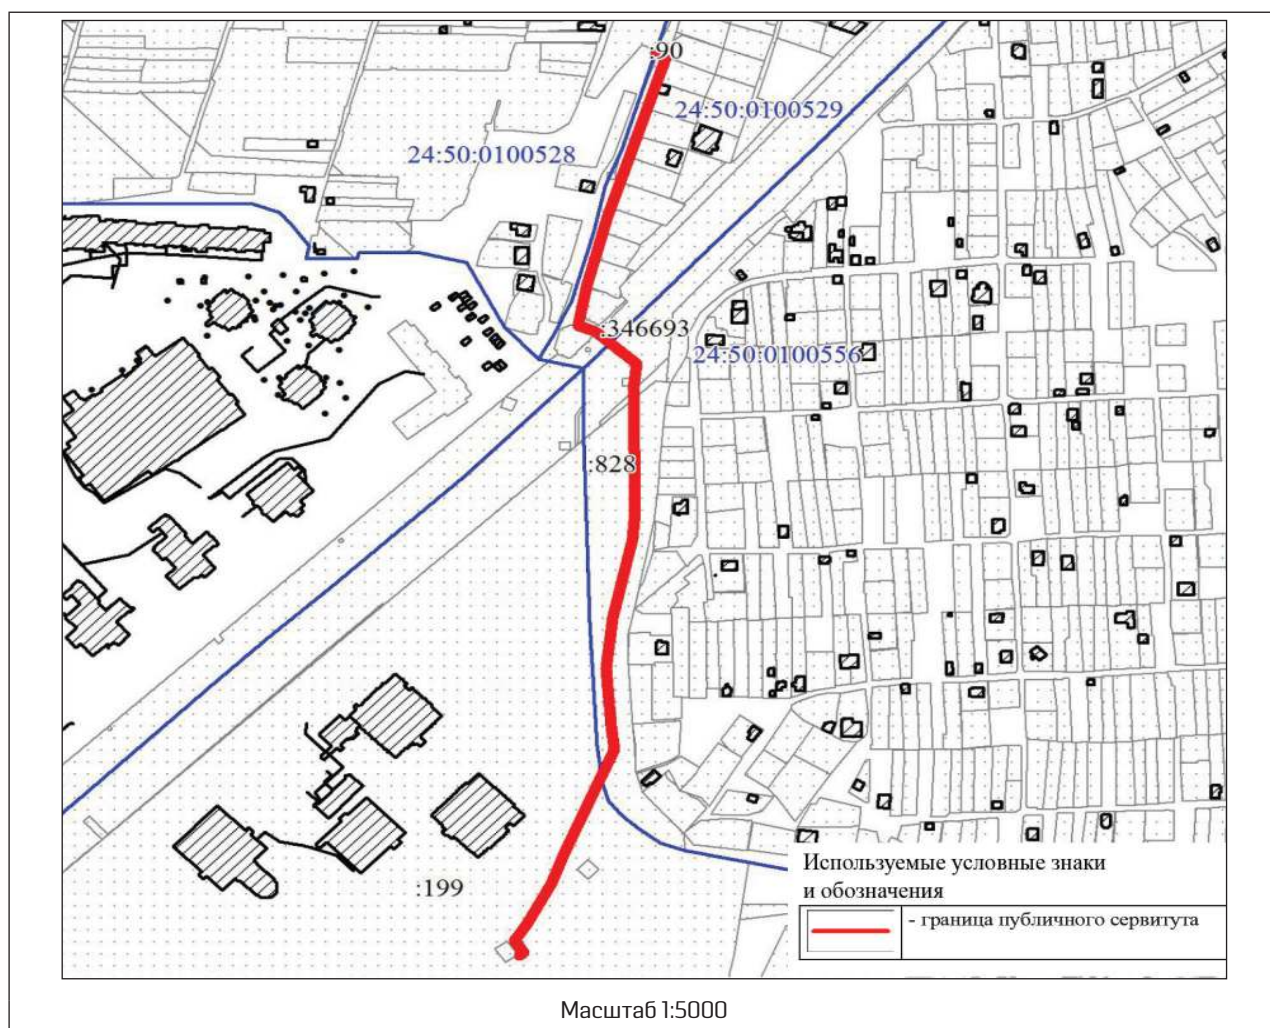 :90
24:50:0100529
24:50:0100528
:346693
24:50:0100556
:828
:199
Используемые условные знаки
и обозначения
- граница публичного сервитута
Масштаб 1:5000